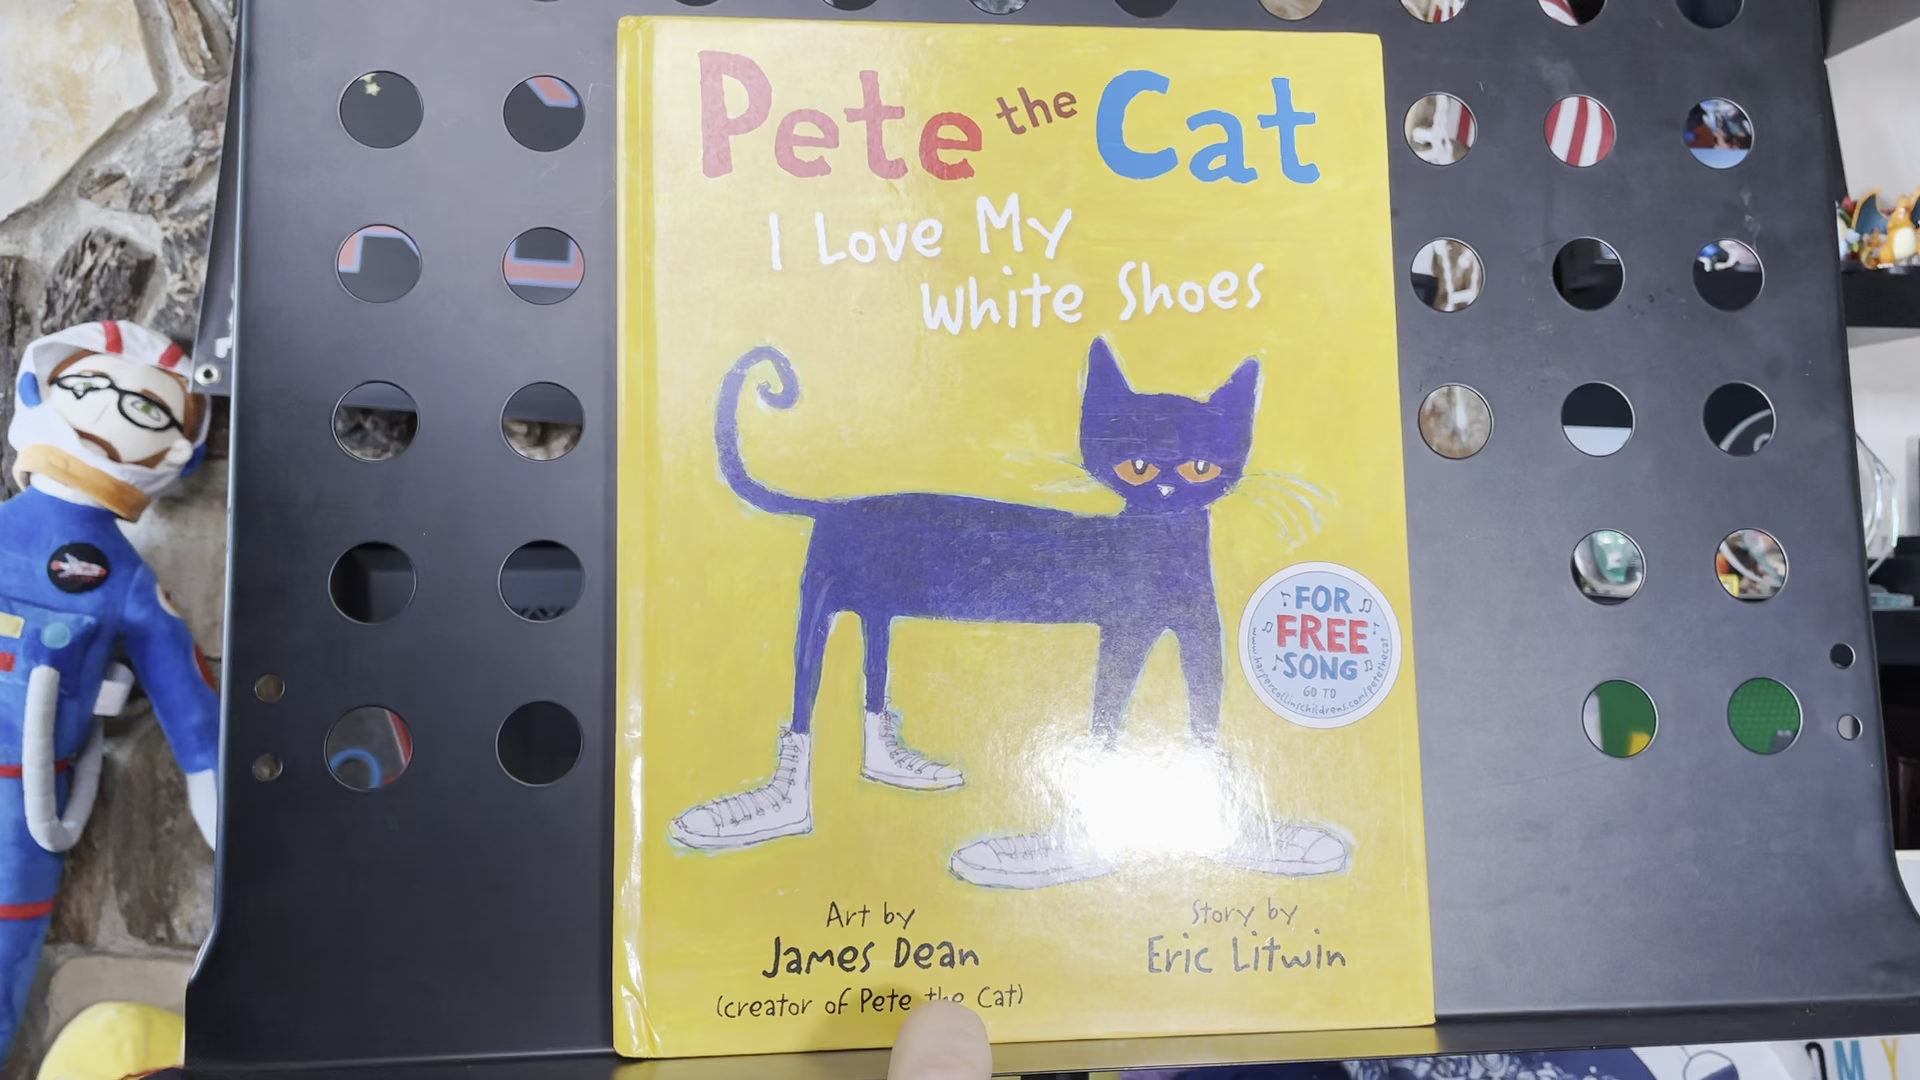 Pete the Cat
I Love My
White Shoes
FOR
FREE
SONG
GO TO
www.harpercollinschildrens.com/petethecat
Art by
James Dean
(creator of Pete the Cat)
Story by
Eric Litwin
MY